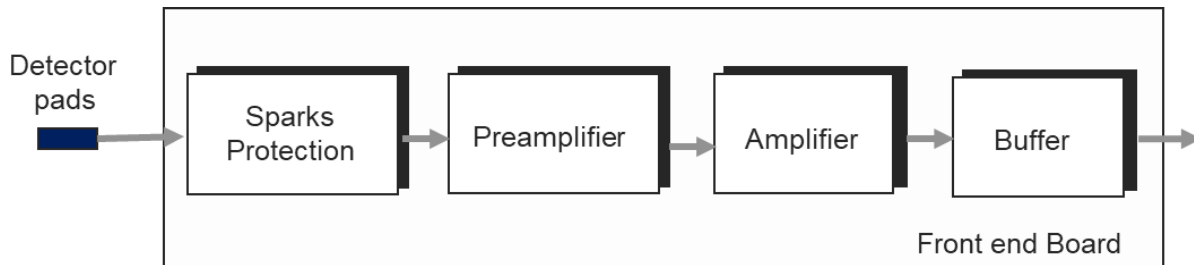 Detector
pads
Sparks
Protection
Preamplifier
Amplifier
Buffer
Front end Board